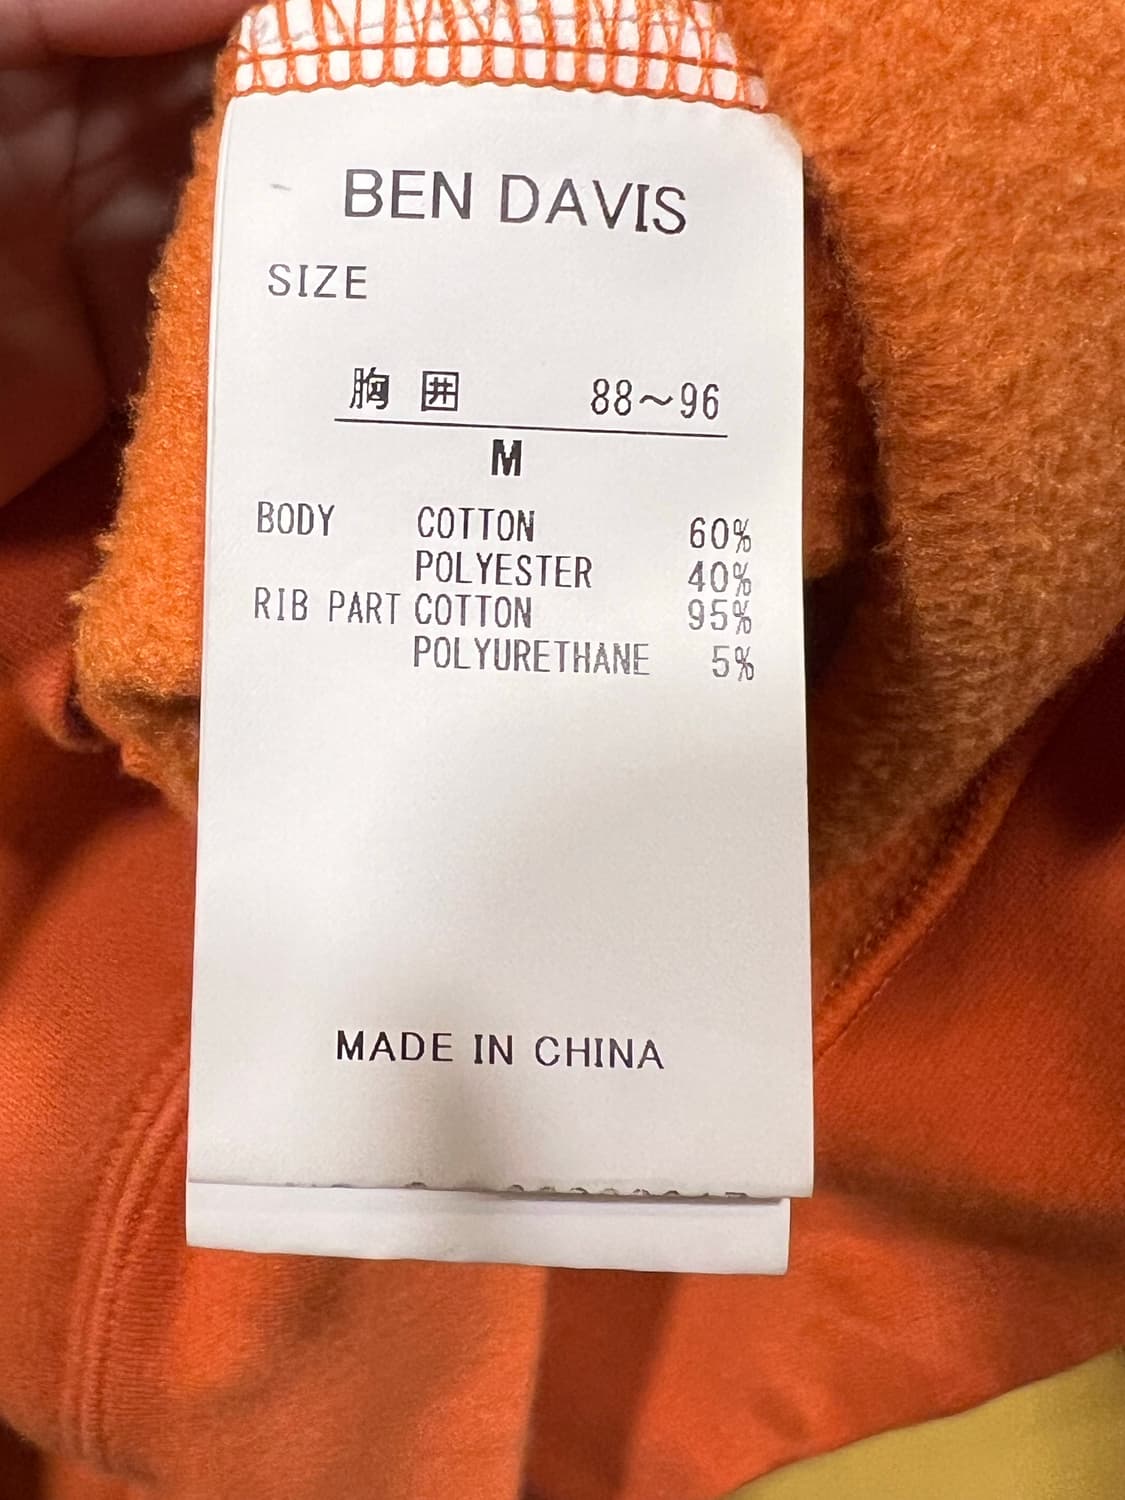 BEN DAVIS
SIZE
胸 囲 88～96
M
BODY COTTON 60%
POLYESTER 40%
RIB PART COTTON 95%
POLYURETHANE 5%
MADE IN CHINA